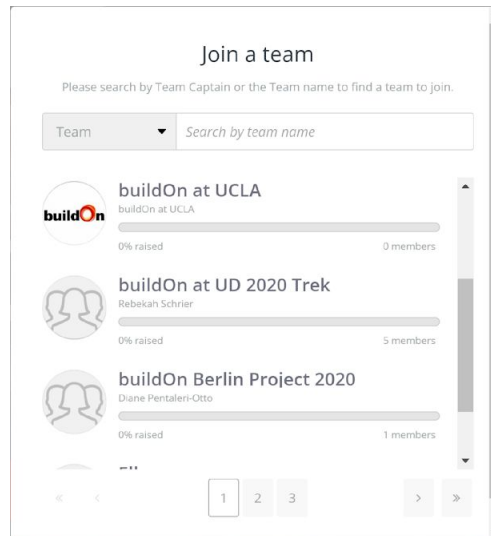 Join a team
Please search by Team Captain or the Team name to find a team to join.
Team Search by team name
buildOn
buildOn at UCLA
buildOn at UCLA
0% raised 0 members
buildOn at UD 2020 Trek
Rebekah Schrier
0% raised 5 members
buildOn Berlin Project 2020
Diane Pentaleri-Otto
0% raised 1 members
« ‹ 1 2 3 › »